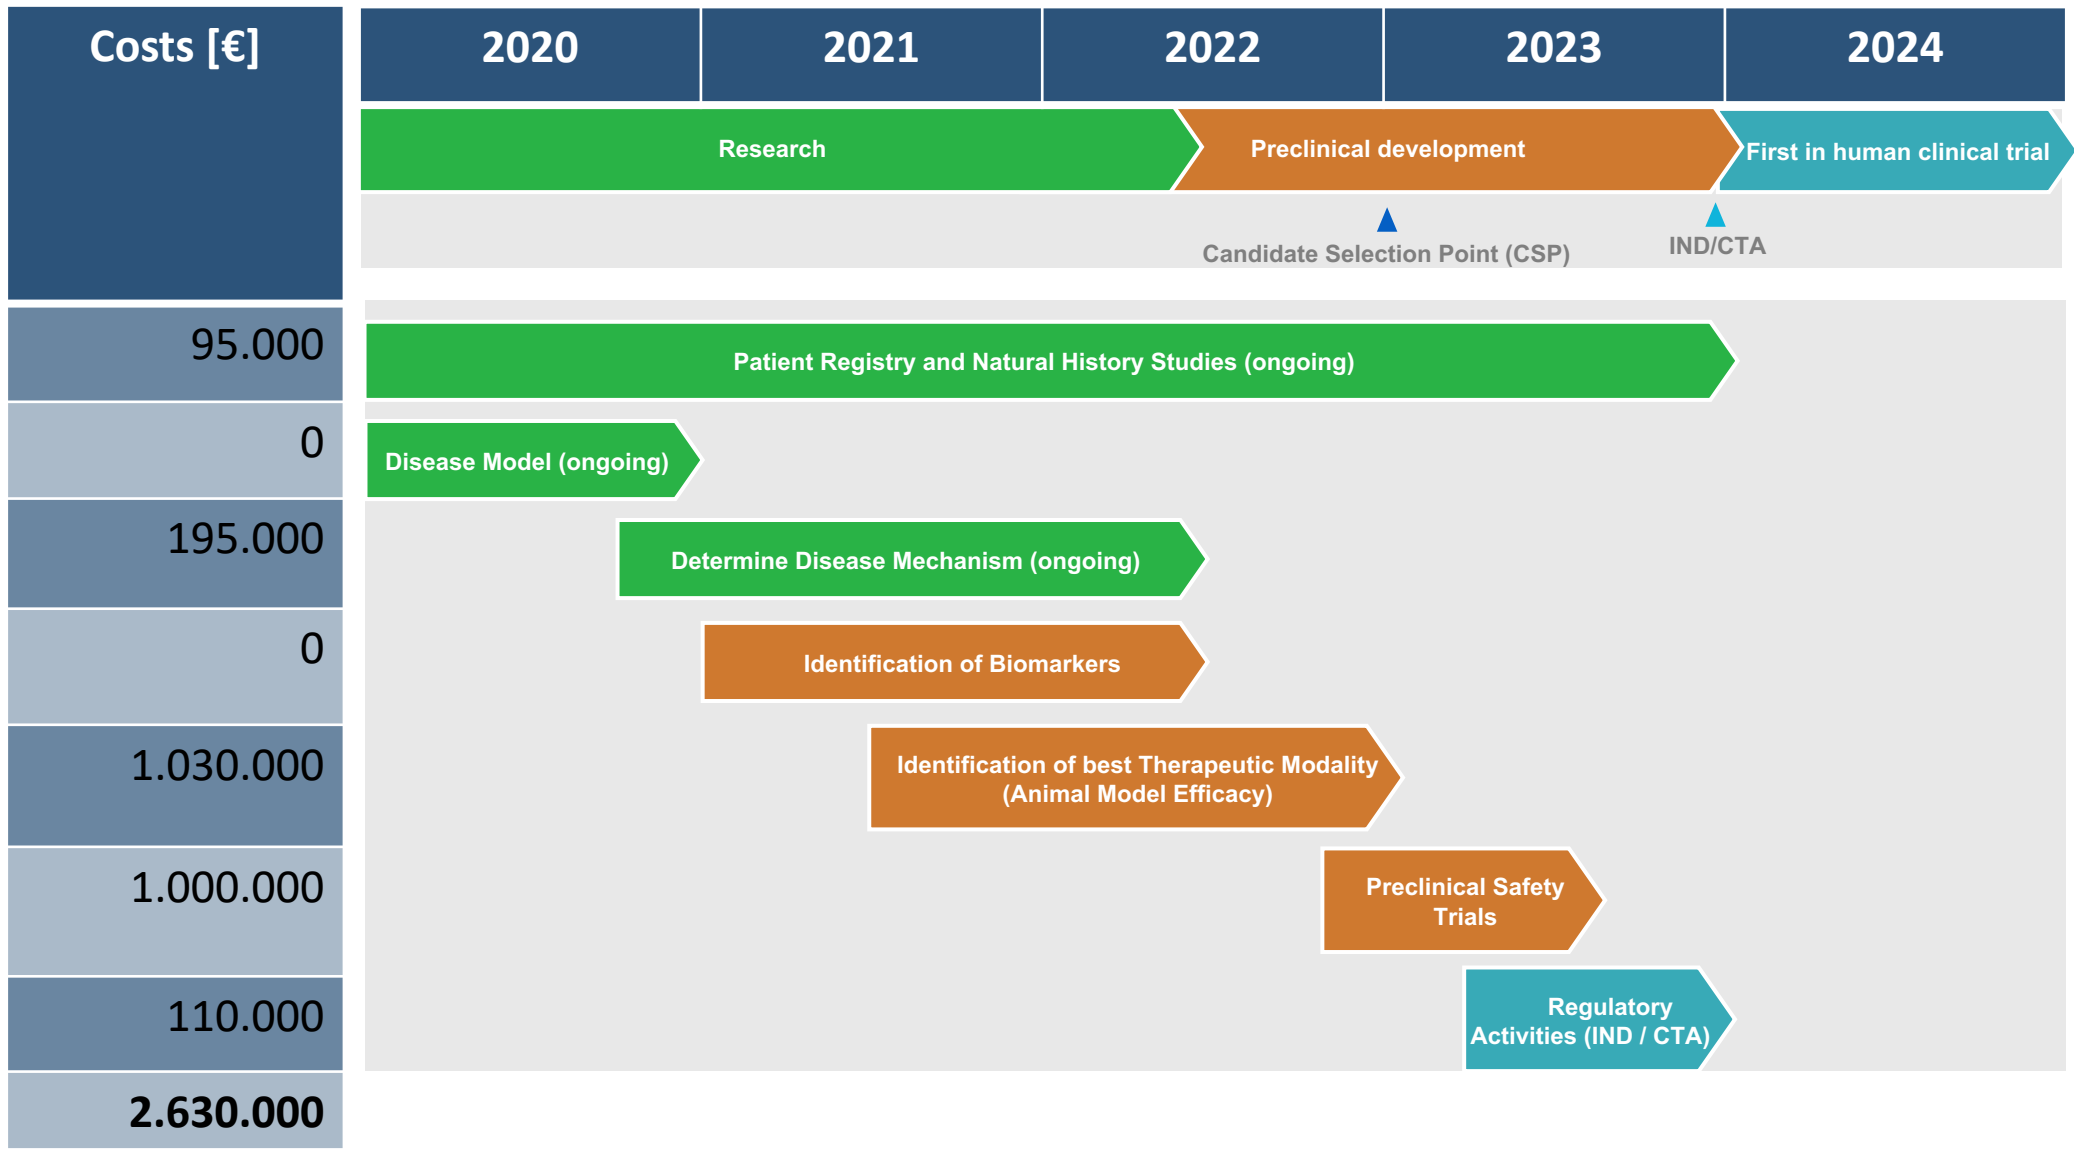 Costs [€]
2020
2021
2022
2023
2024
Research
Preclinical development
First in human clinical trial
Candidate Selection Point (CSP)
IND/CTA
95.000
Patient Registry and Natural History Studies (ongoing)
0
Disease Model (ongoing)
195.000
Determine Disease Mechanism (ongoing)
0
Identification of Biomarkers
1.030.000
Identification of best Therapeutic Modality
(Animal Model Efficacy)
1.000.000
Preclinical Safety
Trials
110.000
Regulatory
Activities (IND / CTA)
2.630.000